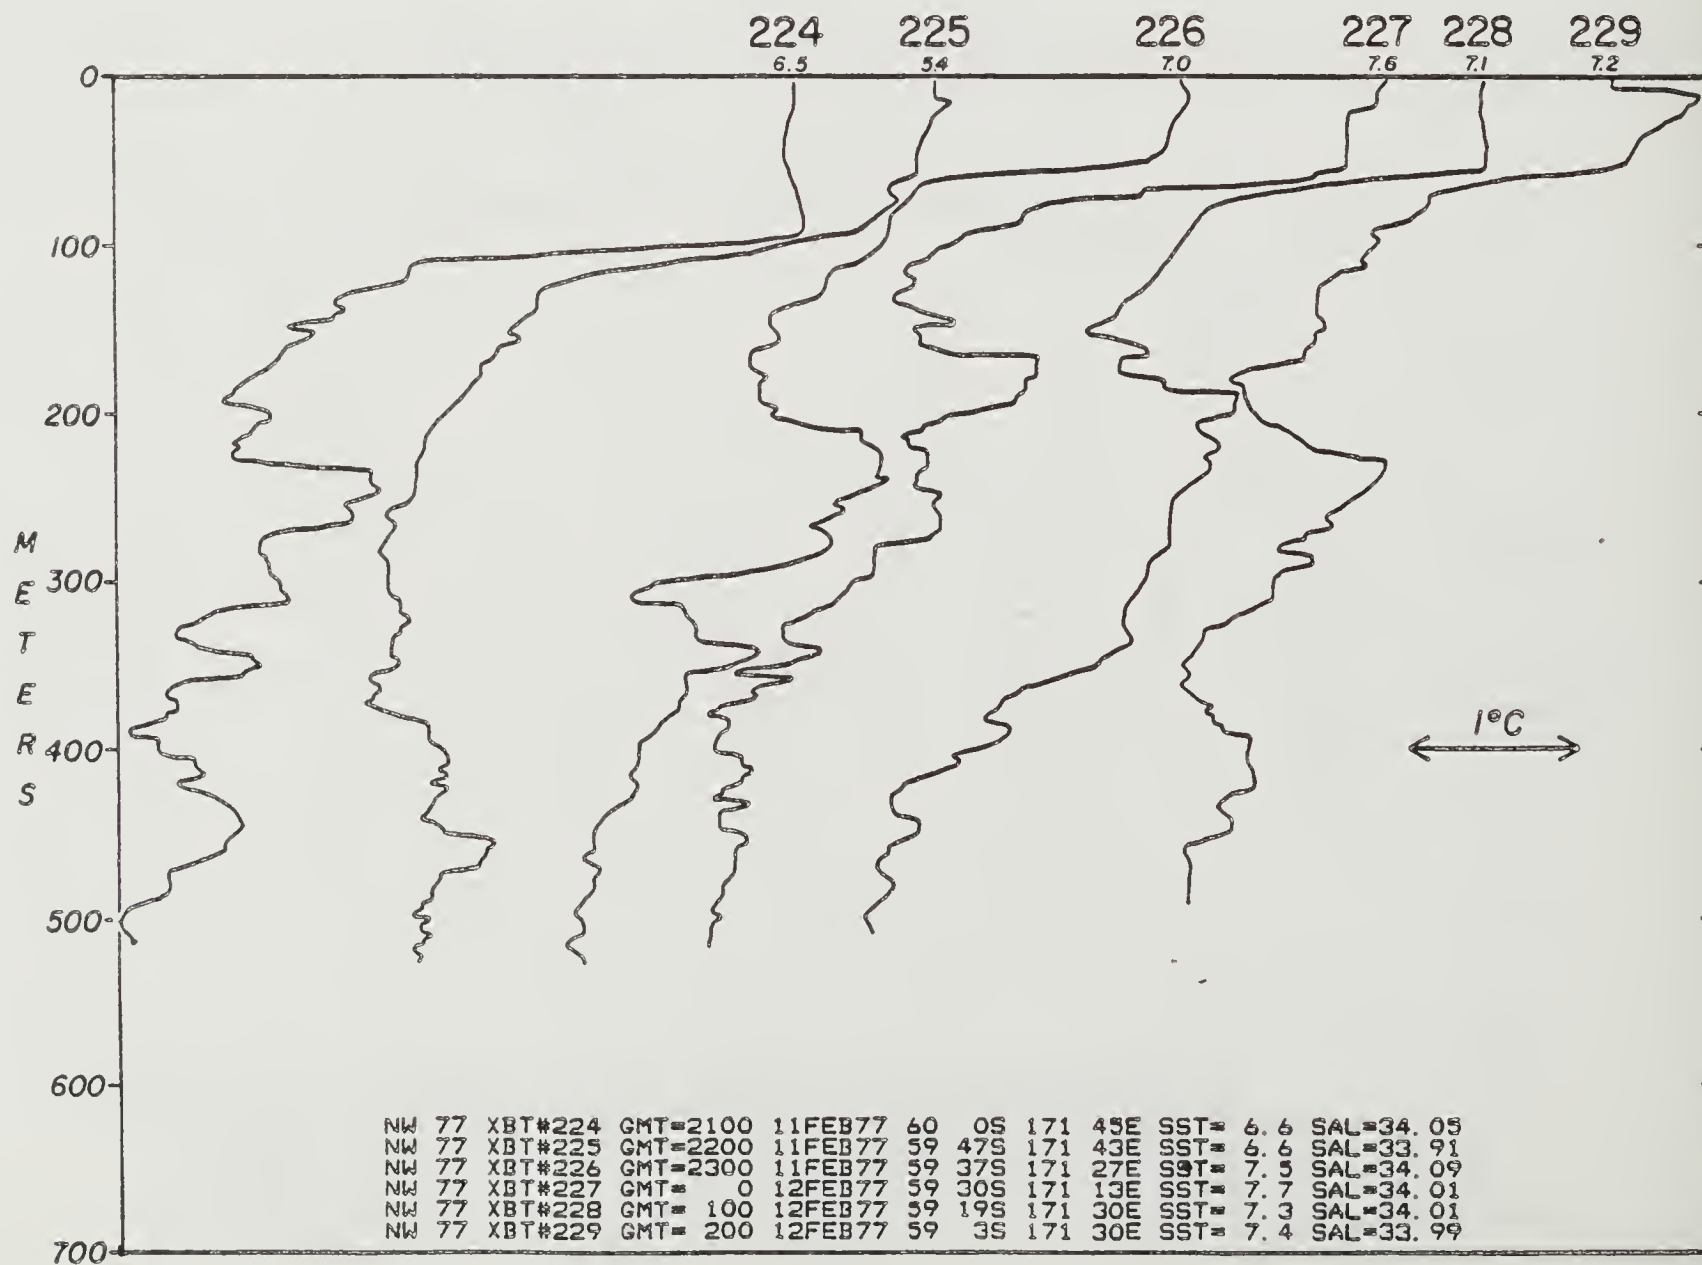 224 225 226 227 228 229
6.5 5.4 7.0 7.6 7.1 7.2
0
100
200
300
400
500
600
700
METERS
1°C
NW 77 XBT#224 GMT=2100 11FEB77 60 0S 171 45E SST= 6.6 SAL=34.05
NW 77 XBT#225 GMT=2200 11FEB77 59 47S 171 43E SST= 6.6 SAL=33.91
NW 77 XBT#226 GMT=2300 11FEB77 59 37S 171 27E SST= 7.5 SAL=34.09
NW 77 XBT#227 GMT= 0 12FEB77 59 30S 171 13E SST= 7.7 SAL=34.01
NW 77 XBT#228 GMT= 100 12FEB77 59 19S 171 30E SST= 7.3 SAL=34.01
NW 77 XBT#229 GMT= 200 12FEB77 59 3S 171 30E SST= 7.4 SAL=33.99